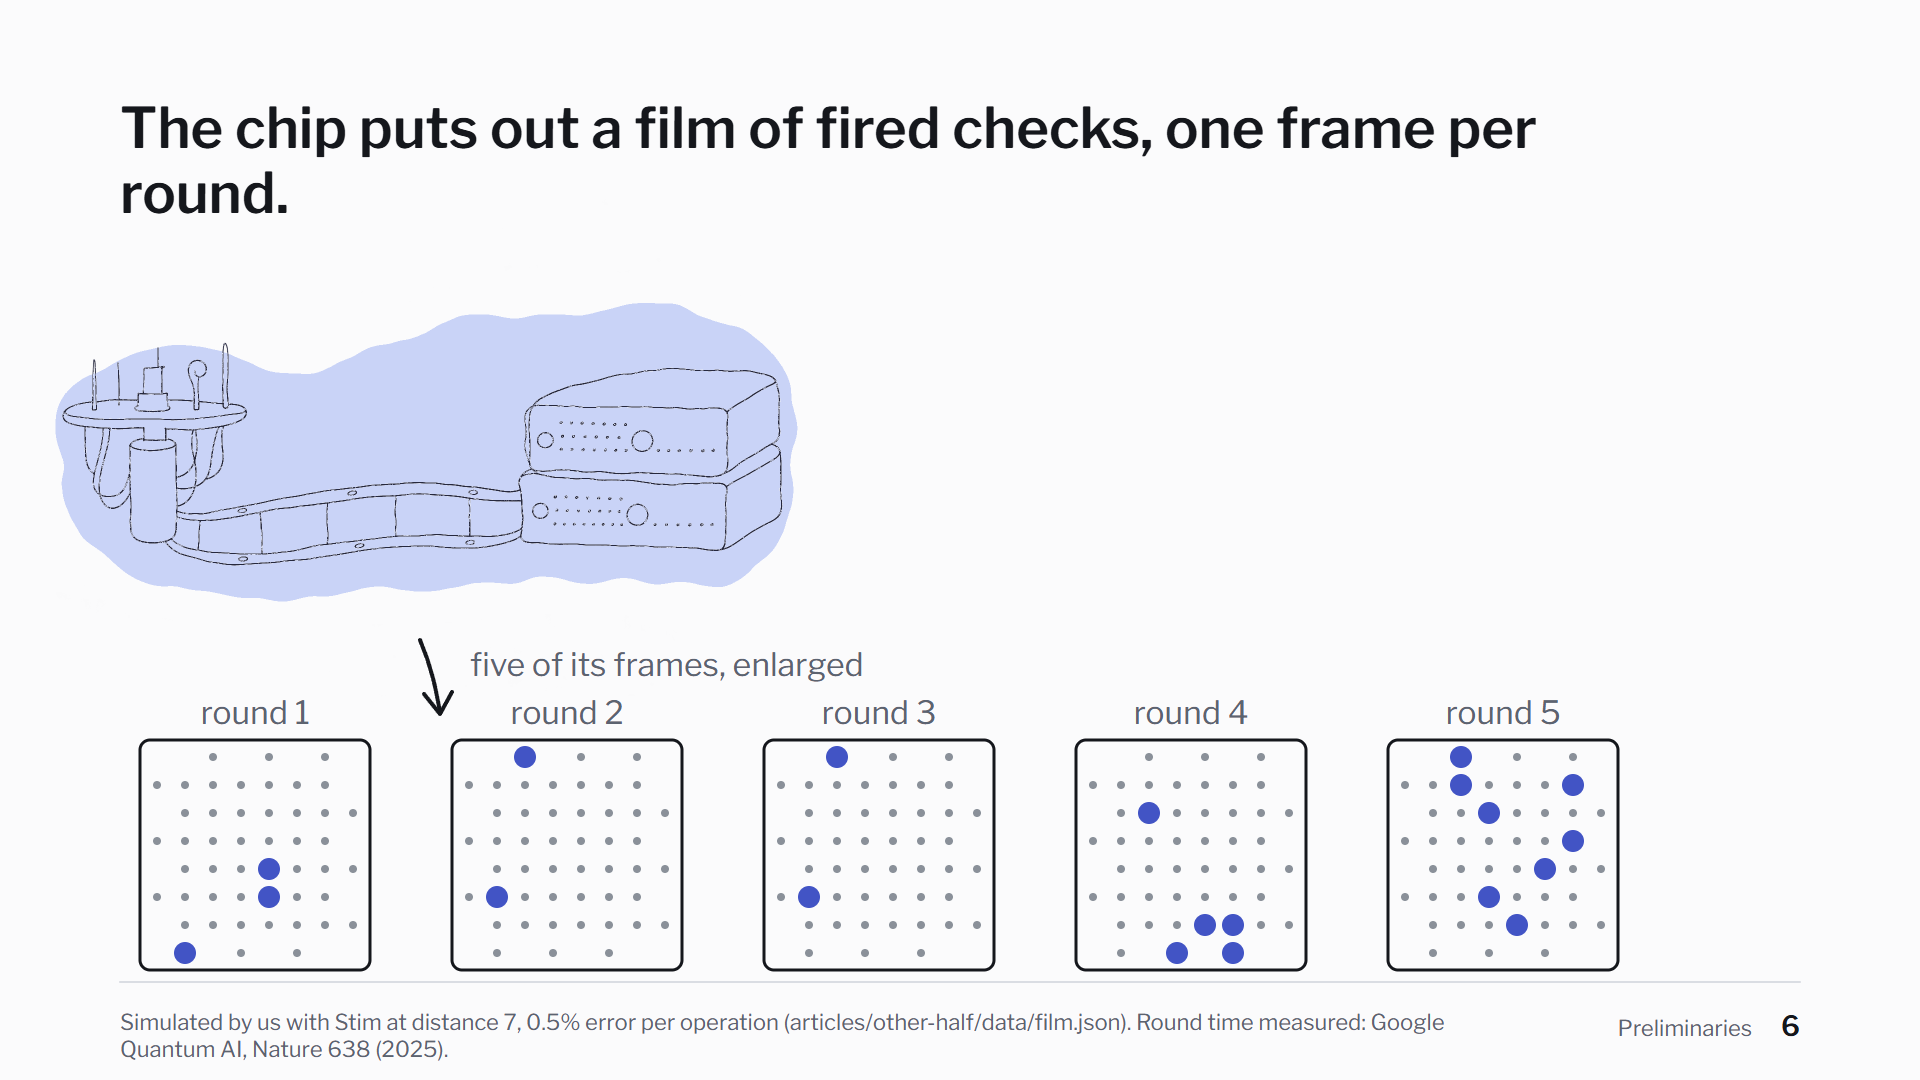 The chip puts out a film of fired checks, one frame per
round.
five of its frames, enlarged
round 1
round 2
round 3
round 4
round 5
Simulated by us with Stim at distance 7, 0.5% error per operation (articles/other-half/data/film.json). Round time measured: Google
Quantum AI, Nature 638 (2025).
Preliminaries 6